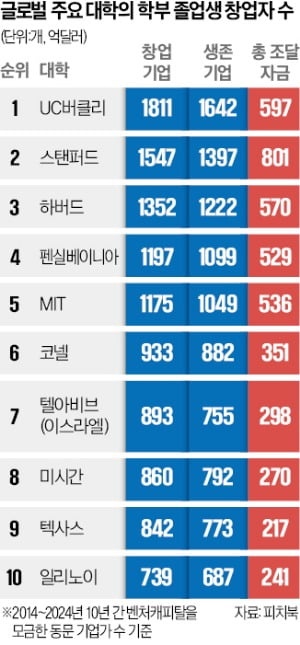 글로벌 주요 대학의 학부 졸업생 창업자 수
(단위:개, 억달러)
순위 대학 창업 기업 생존 기업 총 조달 자금
1 UC버클리 1811 1642 597
2 스탠퍼드 1547 1397 801
3 하버드 1352 1222 570
4 펜실베이니아 1197 1099 529
5 MIT 1175 1049 536
6 코넬 933 882 351
7 텔아비브 (이스라엘) 893 755 298
8 미시간 860 792 270
9 텍사스 842 773 217
10 일리노이 739 687 241
※2014~2024년 10년 간 벤처캐피탈을
모금한 동문 기업가 수 기준
자료:피치북